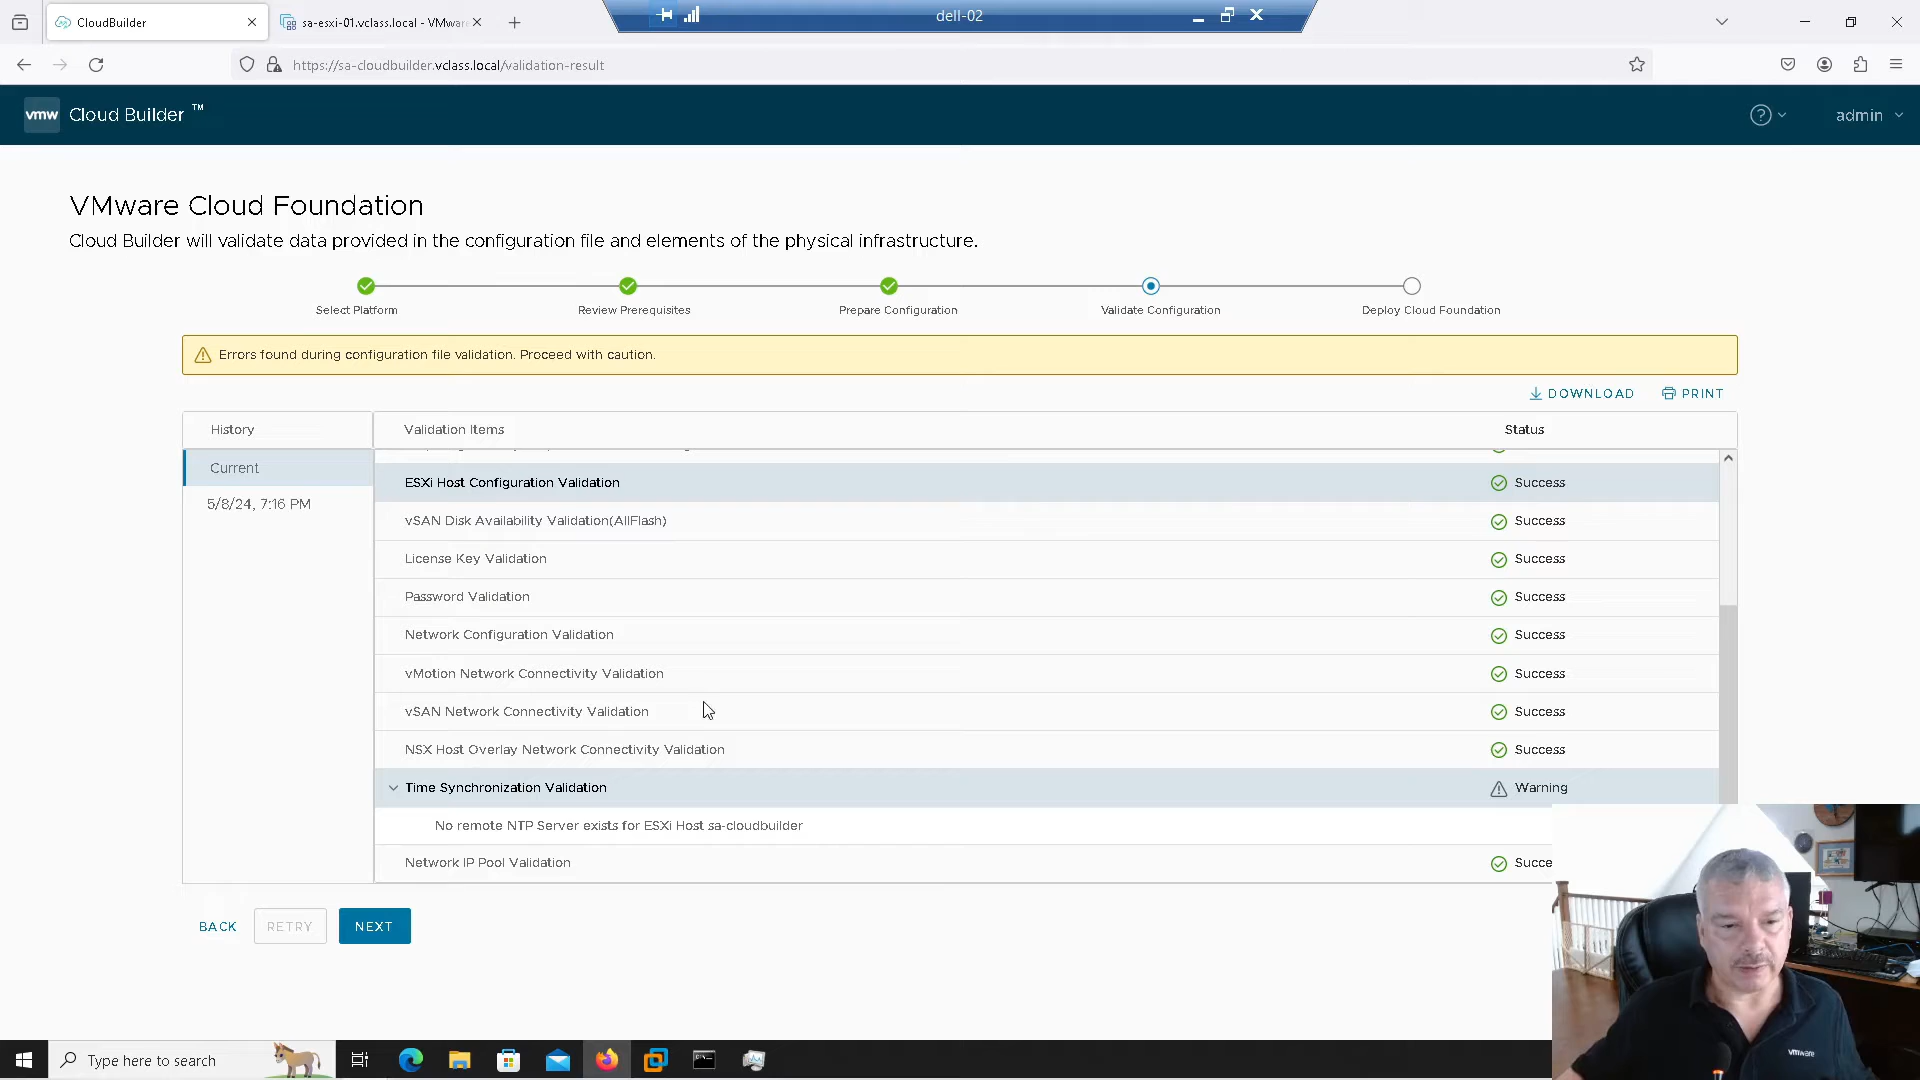 CloudBuilder
sa-esxi-01.vclass.local - VMware
dell-02
https://sa-cloudbuilder.vclass.local/validation-result
vmw Cloud Builder ™
admin
VMware Cloud Foundation
Cloud Builder will validate data provided in the configuration file and elements of the physical infrastructure.
Select Platform
Review Prerequisites
Prepare Configuration
Validate Configuration
Deploy Cloud Foundation
Errors found during configuration file validation. Proceed with caution.
DOWNLOAD
PRINT
History
Validation Items
Status
Current
5/8/24, 7:16 PM
ESXi Host Configuration Validation
Success
vSAN Disk Availability Validation(AllFlash)
Success
License Key Validation
Success
Password Validation
Success
Network Configuration Validation
Success
vMotion Network Connectivity Validation
Success
vSAN Network Connectivity Validation
Success
NSX Host Overlay Network Connectivity Validation
Success
Time Synchronization Validation
Warning
No remote NTP Server exists for ESXi Host sa-cloudbuilder
Network IP Pool Validation
Succe
BACK
RETRY
NEXT
Type here to search
vmware